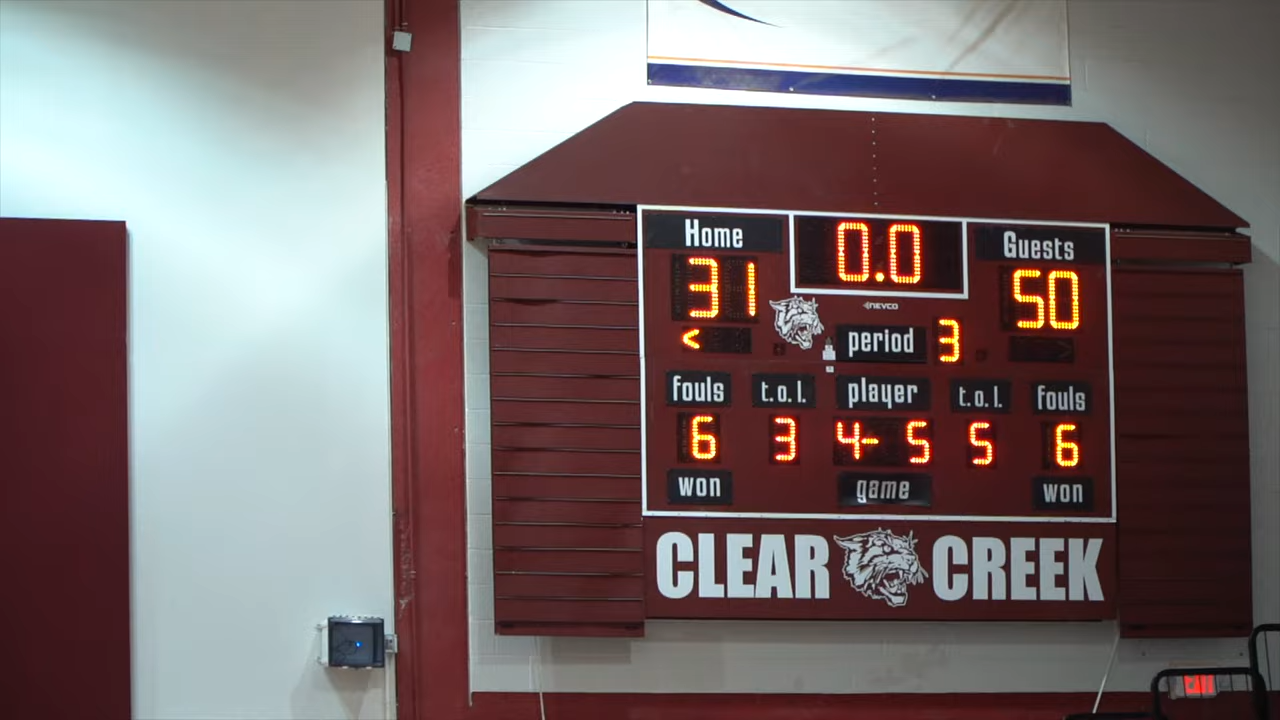 Home 0.0 Guests
31 50
NEVCO
< period 3
fouls t.o.l. player t.o.l. fouls
6 3 4- 5 5 6
won game won
CLEAR CREEK